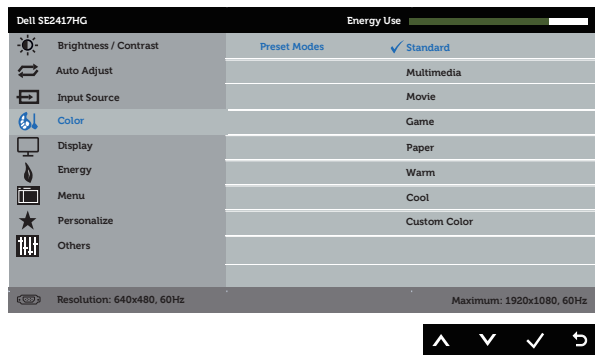 Dell SE2417HG Energy Use
Brightness / Contrast Preset Modes Standard
Auto Adjust Multimedia
Input Source Movie
Color Game
Display Paper
Energy Warm
Menu Cool
Personalize Custom Color
Others
Resolution: 640x480, 60Hz Maximum: 1920x1080, 60Hz